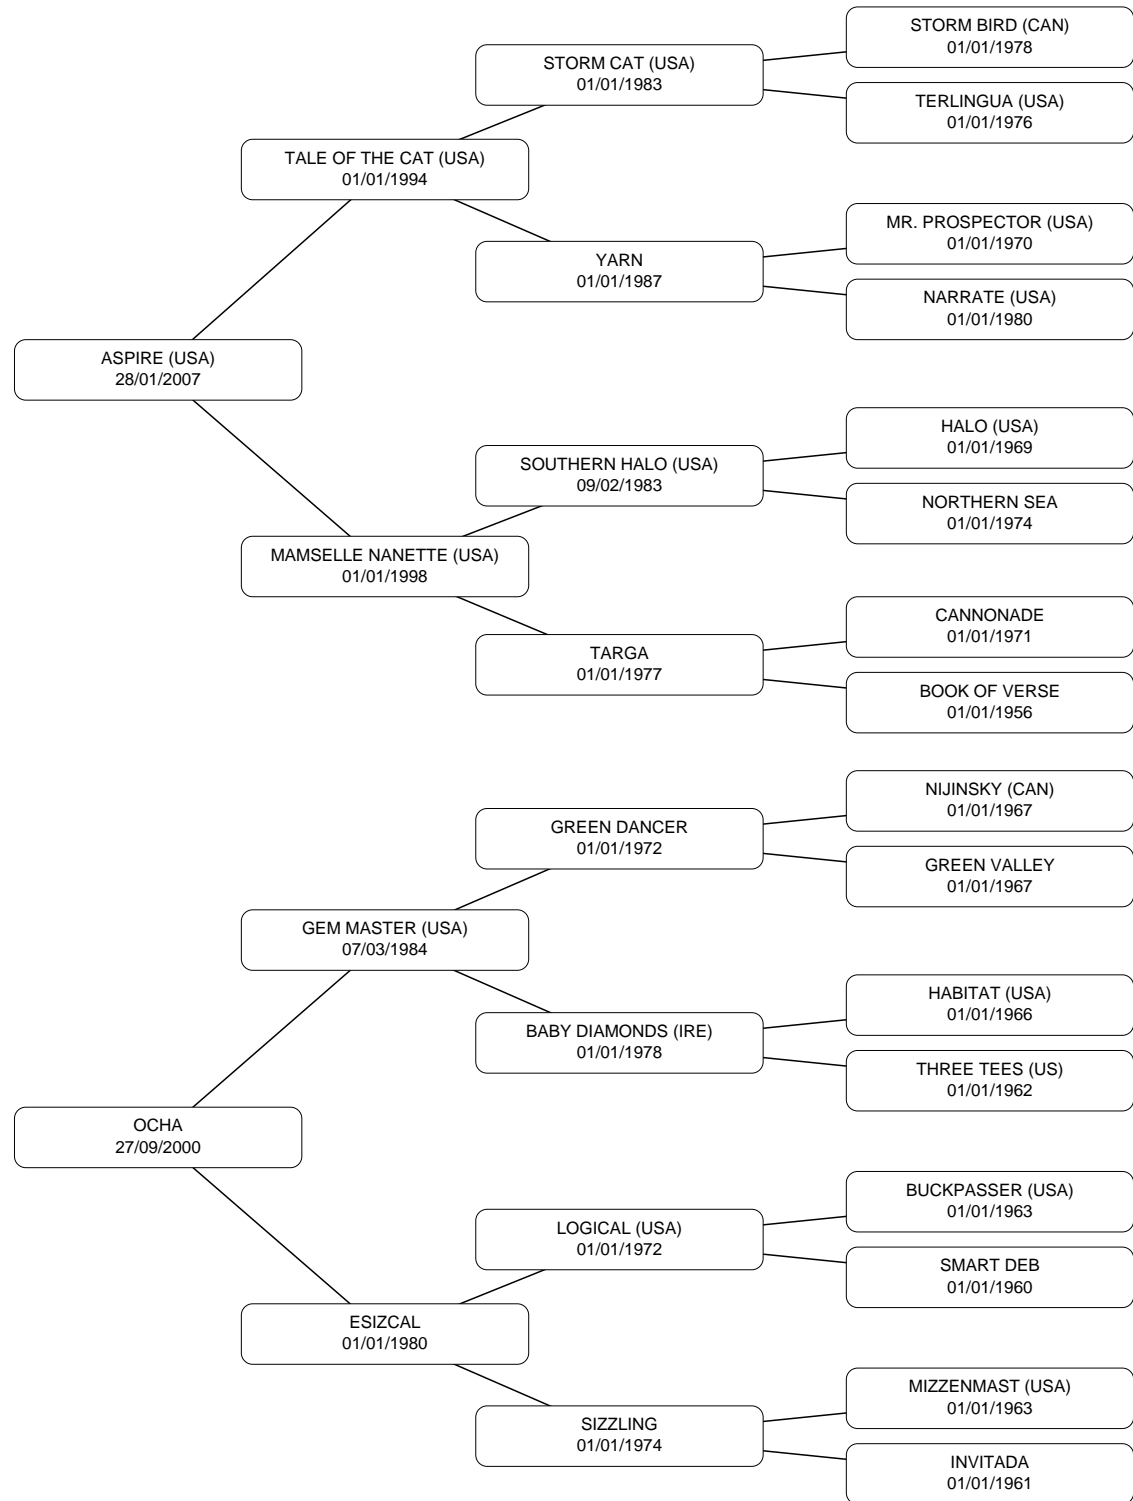 STORM BIRD (CAN)
01/01/1978
STORM CAT (USA)
01/01/1983
TERLINGUA (USA)
01/01/1976
TALE OF THE CAT (USA)
01/01/1994
MR. PROSPECTOR (USA)
01/01/1970
YARN
01/01/1987
NARRATE (USA)
01/01/1980
ASPIRE (USA)
28/01/2007
HALO (USA)
01/01/1969
SOUTHERN HALO (USA)
09/02/1983
NORTHERN SEA
01/01/1974
MAMSELLE NANETTE (USA)
01/01/1998
CANNONADE
01/01/1971
TARGA
01/01/1977
BOOK OF VERSE
01/01/1956
NIJINSKY (CAN)
01/01/1967
GREEN DANCER
01/01/1972
GREEN VALLEY
01/01/1967
GEM MASTER (USA)
07/03/1984
HABITAT (USA)
01/01/1966
BABY DIAMONDS (IRE)
01/01/1978
THREE TEES (US)
01/01/1962
OCHA
27/09/2000
BUCKPASSER (USA)
01/01/1963
LOGICAL (USA)
01/01/1972
SMART DEB
01/01/1960
ESIZCAL
01/01/1980
MIZZENMAST (USA)
01/01/1963
SIZZLING
01/01/1974
INVITADA
01/01/1961